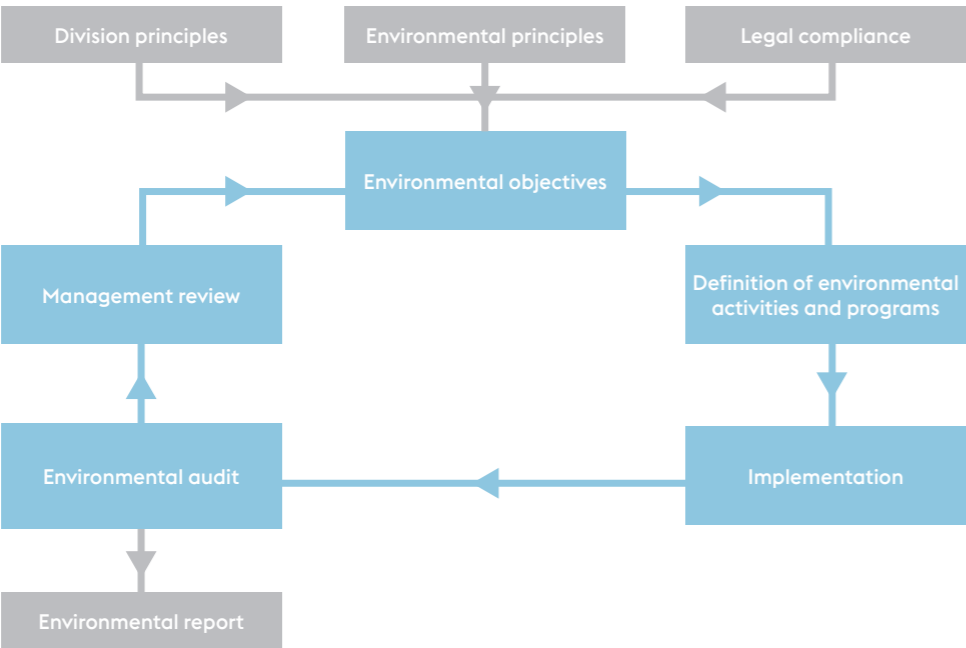 Division principles
Environmental principles
Legal compliance
Environmental objectives
Management review
Definition of environmental
activities and programs
Environmental audit
Implementation
Environmental report